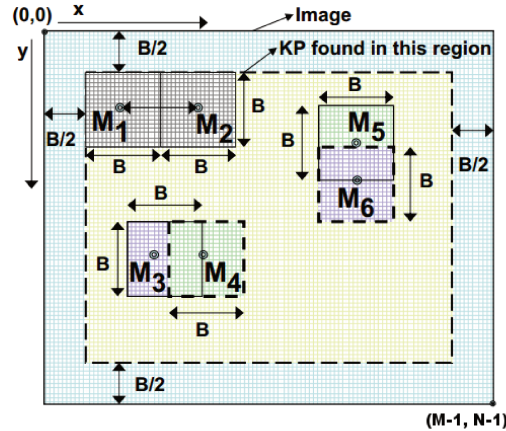 (0,0)
x
Image
y
B/2
KP found in this region
B
M1
M2
B
B/2
B
B
B
M5
B/2
B
M6
B
B
B
M3
M4
B
B/2
(M-1, N-1)